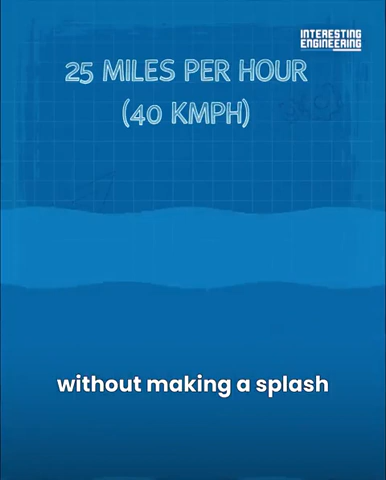 INTERESTING
ENGINEERING
25 MILES PER HOUR
(40 KMPH)
without making a splash